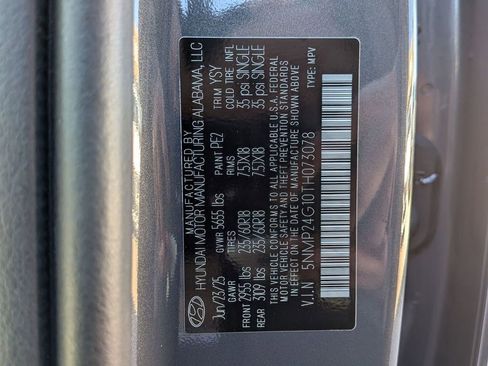 MANUFACTURED BY
HYUNDAI MOTOR MANUFACTURING ALABAMA, LLC
Jun/23/25 GVWR 5655 lbs PAINT PE2 TRIM YSY
GAWR TIRES RIMS COLD TIRE INFL
FRONT 2955 lbs 235/60R18 7.5JX18 35 psi SINGLE
REAR 3109 lbs 235/60R18 7.5JX18 35 psi SINGLE
THIS VEHICLE CONFORMS TO ALL APPLICABLE U.S.A. FEDERAL
MOTOR VEHICLE SAFETY AND THEFT PREVENTION STANDARDS
IN EFFECT ON THE DATE OF MANUFACTURE SHOWN ABOVE
V.I.N 5NMP24G10TH073078 TYPE: MPV